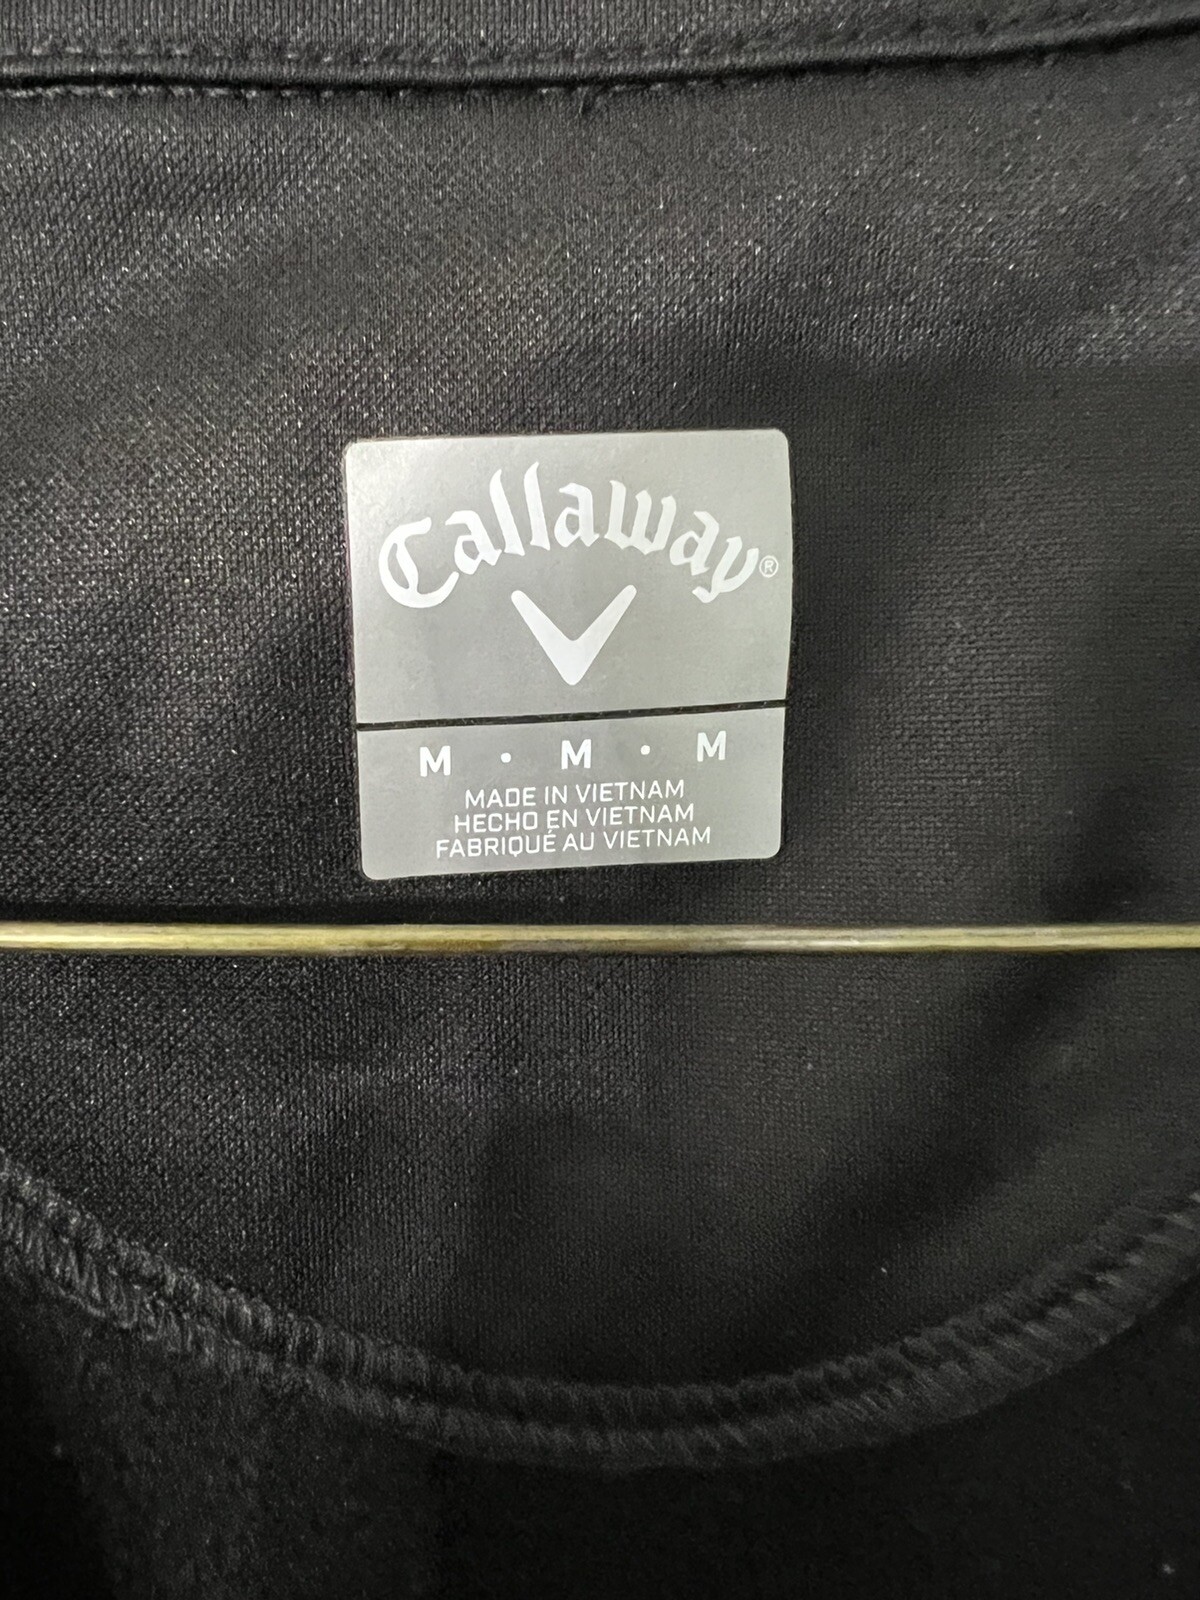 Callaway®
M · M · M
MADE IN VIETNAM
HECHO EN VIETNAM
FABRIQUÉ AU VIETNAM